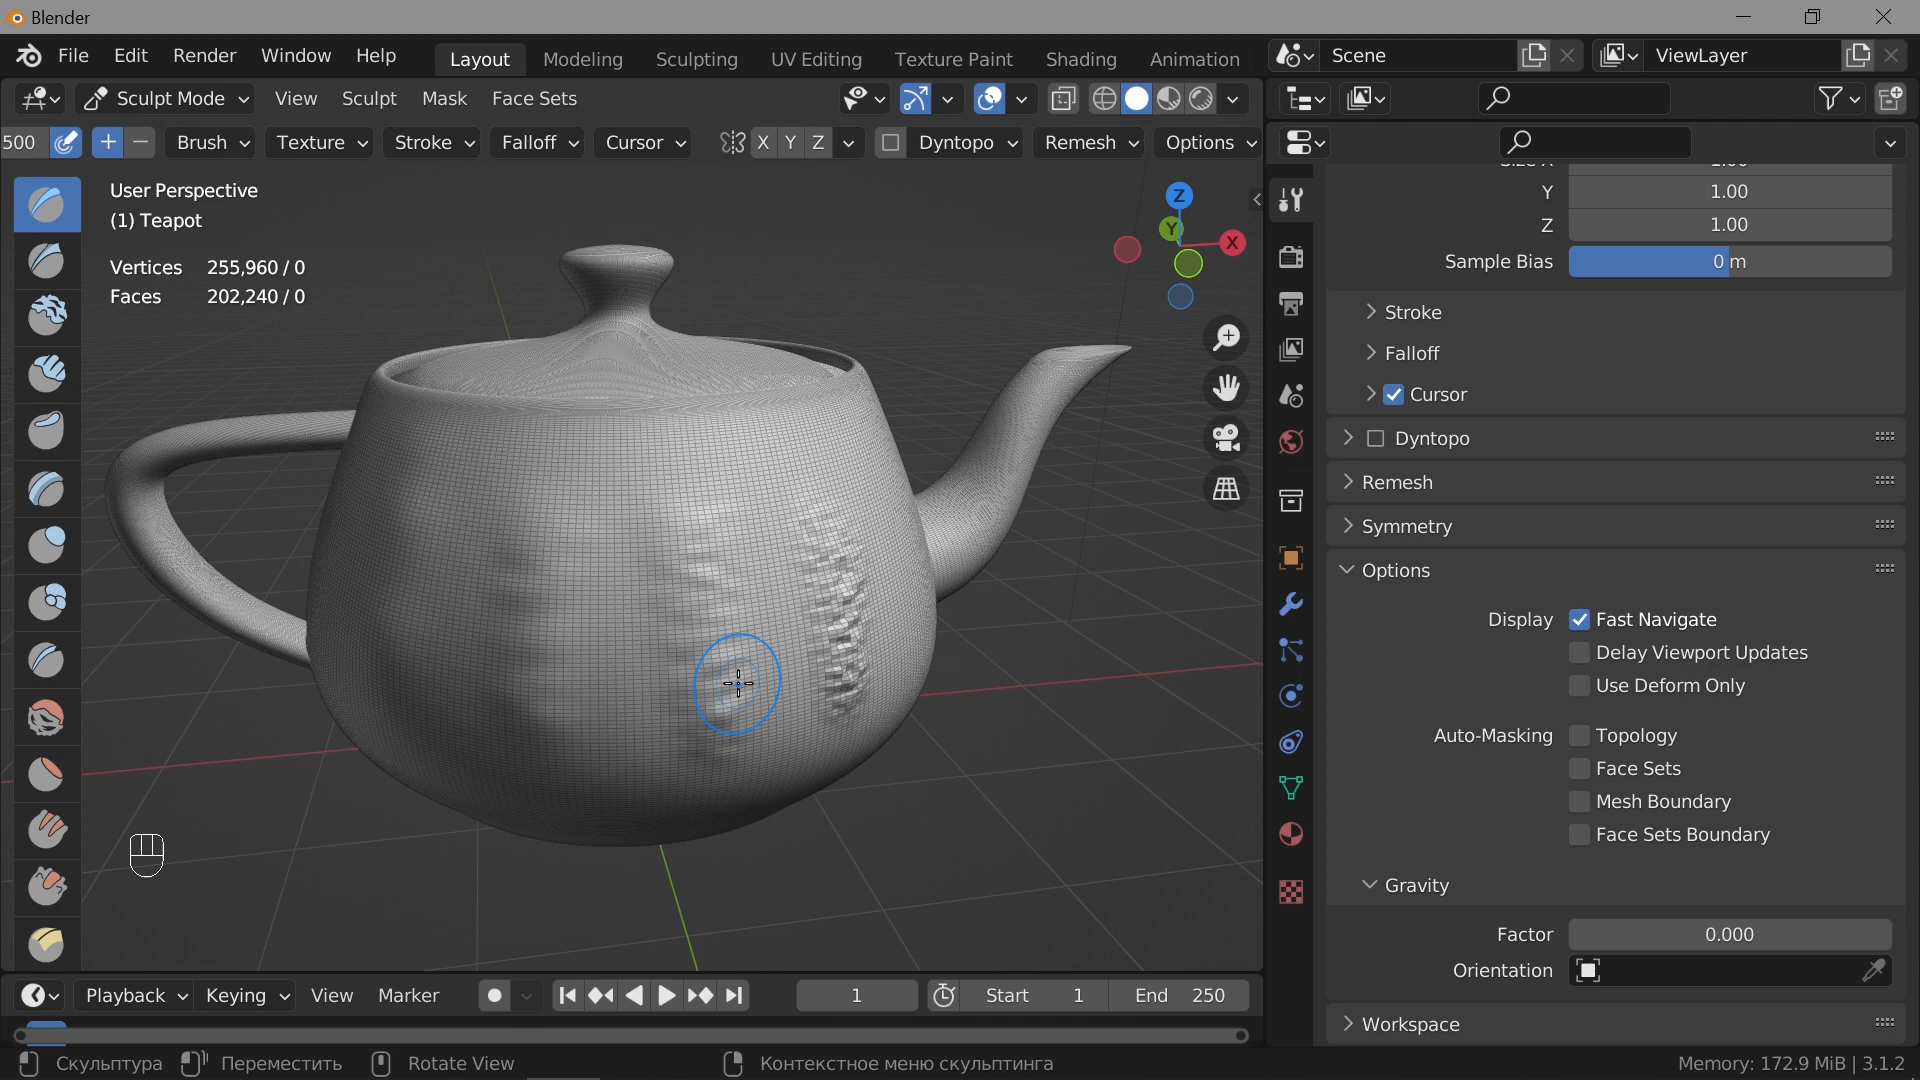 Blender
File Edit Render Window Help Layout Modeling Sculpting UV Editing Texture Paint Shading Animation Scene ViewLayer
Sculpt Mode View Sculpt Mask Face Sets
500 Brush Texture Stroke Falloff Cursor X Y Z Dyntopo Remesh Options
User Perspective
(1) Teapot
Vertices 255,960 / 0
Faces 202,240 / 0
Z
Y
X
Y 1.00
Z 1.00
Sample Bias 0 m
Stroke
Falloff
Cursor
Dyntopo
Remesh
Symmetry
Options
Display Fast Navigate
Delay Viewport Updates
Use Deform Only
Auto-Masking Topology
Face Sets
Mesh Boundary
Face Sets Boundary
Gravity
Factor 0.000
Orientation
Workspace
Playback Keying View Marker 1 Start 1 End 250
Скульптура Переместить Rotate View Контекстное меню скульптинга Memory: 172.9 MiB | 3.1.2